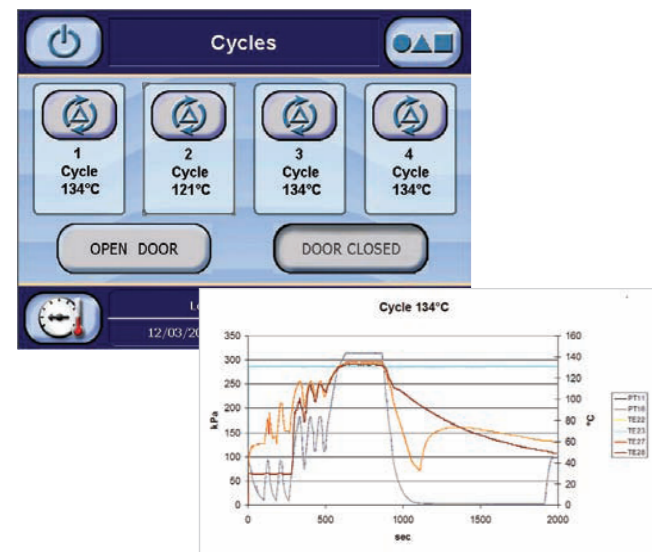 Cycles
1
Cycle
134°C
2
Cycle
121°C
3
Cycle
134°C
4
Cycle
134°C
OPEN DOOR
DOOR CLOSED
12/03/20
Cycle 134°C
350
300
250
200
150
100
50
0
kPa
160
140
120
100
80
60
40
20
0
°C
0
500
1000
1500
2000
sec
PT11
PT16
TE22
TE23
TE27
TE28